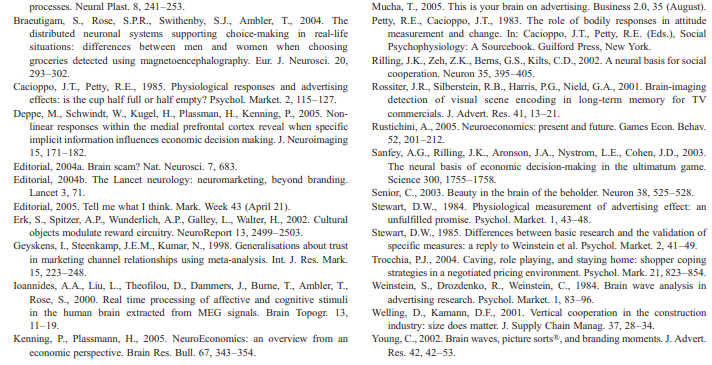 processes. Neural Plast. 8, 241–253.
Braeutigam, S., Rose, S.P.R., Swithenby, S.J., Ambler, T., 2004. The
distributed neuronal systems supporting choice-making in real-life
situations: differences between men and women when choosing
groceries detected using magnetoencephalography. Eur. J. Neurosci. 20,
293–302.
Cacioppo, J.T., Petty, R.E., 1985. Physiological responses and advertising
effects: is the cup half full or half empty? Psychol. Market. 2, 115–127.
Deppe, M., Schwindt, W., Kugel, H., Plassman, H., Kenning, P., 2005. Non-
linear responses within the medial prefrontal cortex reveal when specific
implicit information influences economic decision making. J. Neuroimaging
15, 171–182.
Editorial, 2004a. Brain scam? Nat. Neurosci. 7, 683.
Editorial, 2004b. The Lancet neurology: neuromarketing, beyond branding.
Lancet 3, 71.
Editorial, 2005. Tell me what I think. Mark. Week 43 (April 21).
Erk, S., Spitzer, A.P., Wunderlich, A.P., Galley, L., Walter, H., 2002. Cultural
objects modulate reward circuitry. NeuroReport 13, 2499–2503.
Geyskens, I., Steenkamp, J.E.M., Kumar, N., 1998. Generalisations about trust
in marketing channel relationships using meta-analysis. Int. J. Res. Mark.
15, 223–248.
Ioannides, A.A., Liu, L., Theofilou, D., Dammers, J., Burne, T., Ambler, T.,
Rose, S., 2000. Real time processing of affective and cognitive stimuli
in the human brain extracted from MEG signals. Brain Topogr. 13,
11–19.
Kenning, P., Plassmann, H., 2005. NeuroEconomics: an overview from an
economic perspective. Brain Res. Bull. 67, 343–354.
Mucha, T., 2005. This is your brain on advertising. Business 2.0, 35 (August).
Petty, R.E., Cacioppo, J.T., 1983. The role of bodily responses in attitude
measurement and change. In: Cacioppo, J.T., Petty, R.E. (Eds.), Social
Psychophysiology: A Sourcebook. Guilford Press, New York.
Rilling, J.K., Zeh, Z.K., Berns, G.S., Kilts, C.D., 2002. A neural basis for social
cooperation. Neuron 35, 395–405.
Rossiter, J.R., Silberstein, R.B., Harris, P.G., Nield, G.A., 2001. Brain-imaging
detection of visual scene encoding in long-term memory for TV
commercials. J. Advert. Res. 41, 13–21.
Rustichini, A., 2005. Neuroeconomics: present and future. Games Econ. Behav.
52, 201–212.
Sanfey, A.G., Rilling, J.K., Aronson, J.A., Nystrom, L.E., Cohen, J.D., 2003.
The neural basis of economic decision-making in the ultimatum game.
Science 300, 1755–1758.
Senior, C., 2003. Beauty in the brain of the beholder. Neuron 38, 525–528.
Stewart, D.W., 1984. Physiological measurement of advertising effect: an
unfulfilled promise. Psychol. Market. 1, 43–48.
Stewart, D.W., 1985. Differences between basic research and the validation of
specific measures: a reply to Weinstein et al. Psychol. Market. 2, 41–49.
Trocchia, P.J., 2004. Caving, role playing, and staying home: shopper coping
strategies in a negotiated pricing environment. Psychol. Mark. 21, 823–854.
Weinstein, S., Drozdenko, R., Weinstein, C., 1984. Brain wave analysis in
advertising research. Psychol. Market. 1, 83–96.
Welling, D., Kamann, D.F., 2001. Vertical cooperation in the construction
industry: size does matter. J. Supply Chain Manag. 37, 28–34.
Young, C., 2002. Brain waves, picture sorts®, and branding moments. J. Advert.
Res. 42, 42–53.